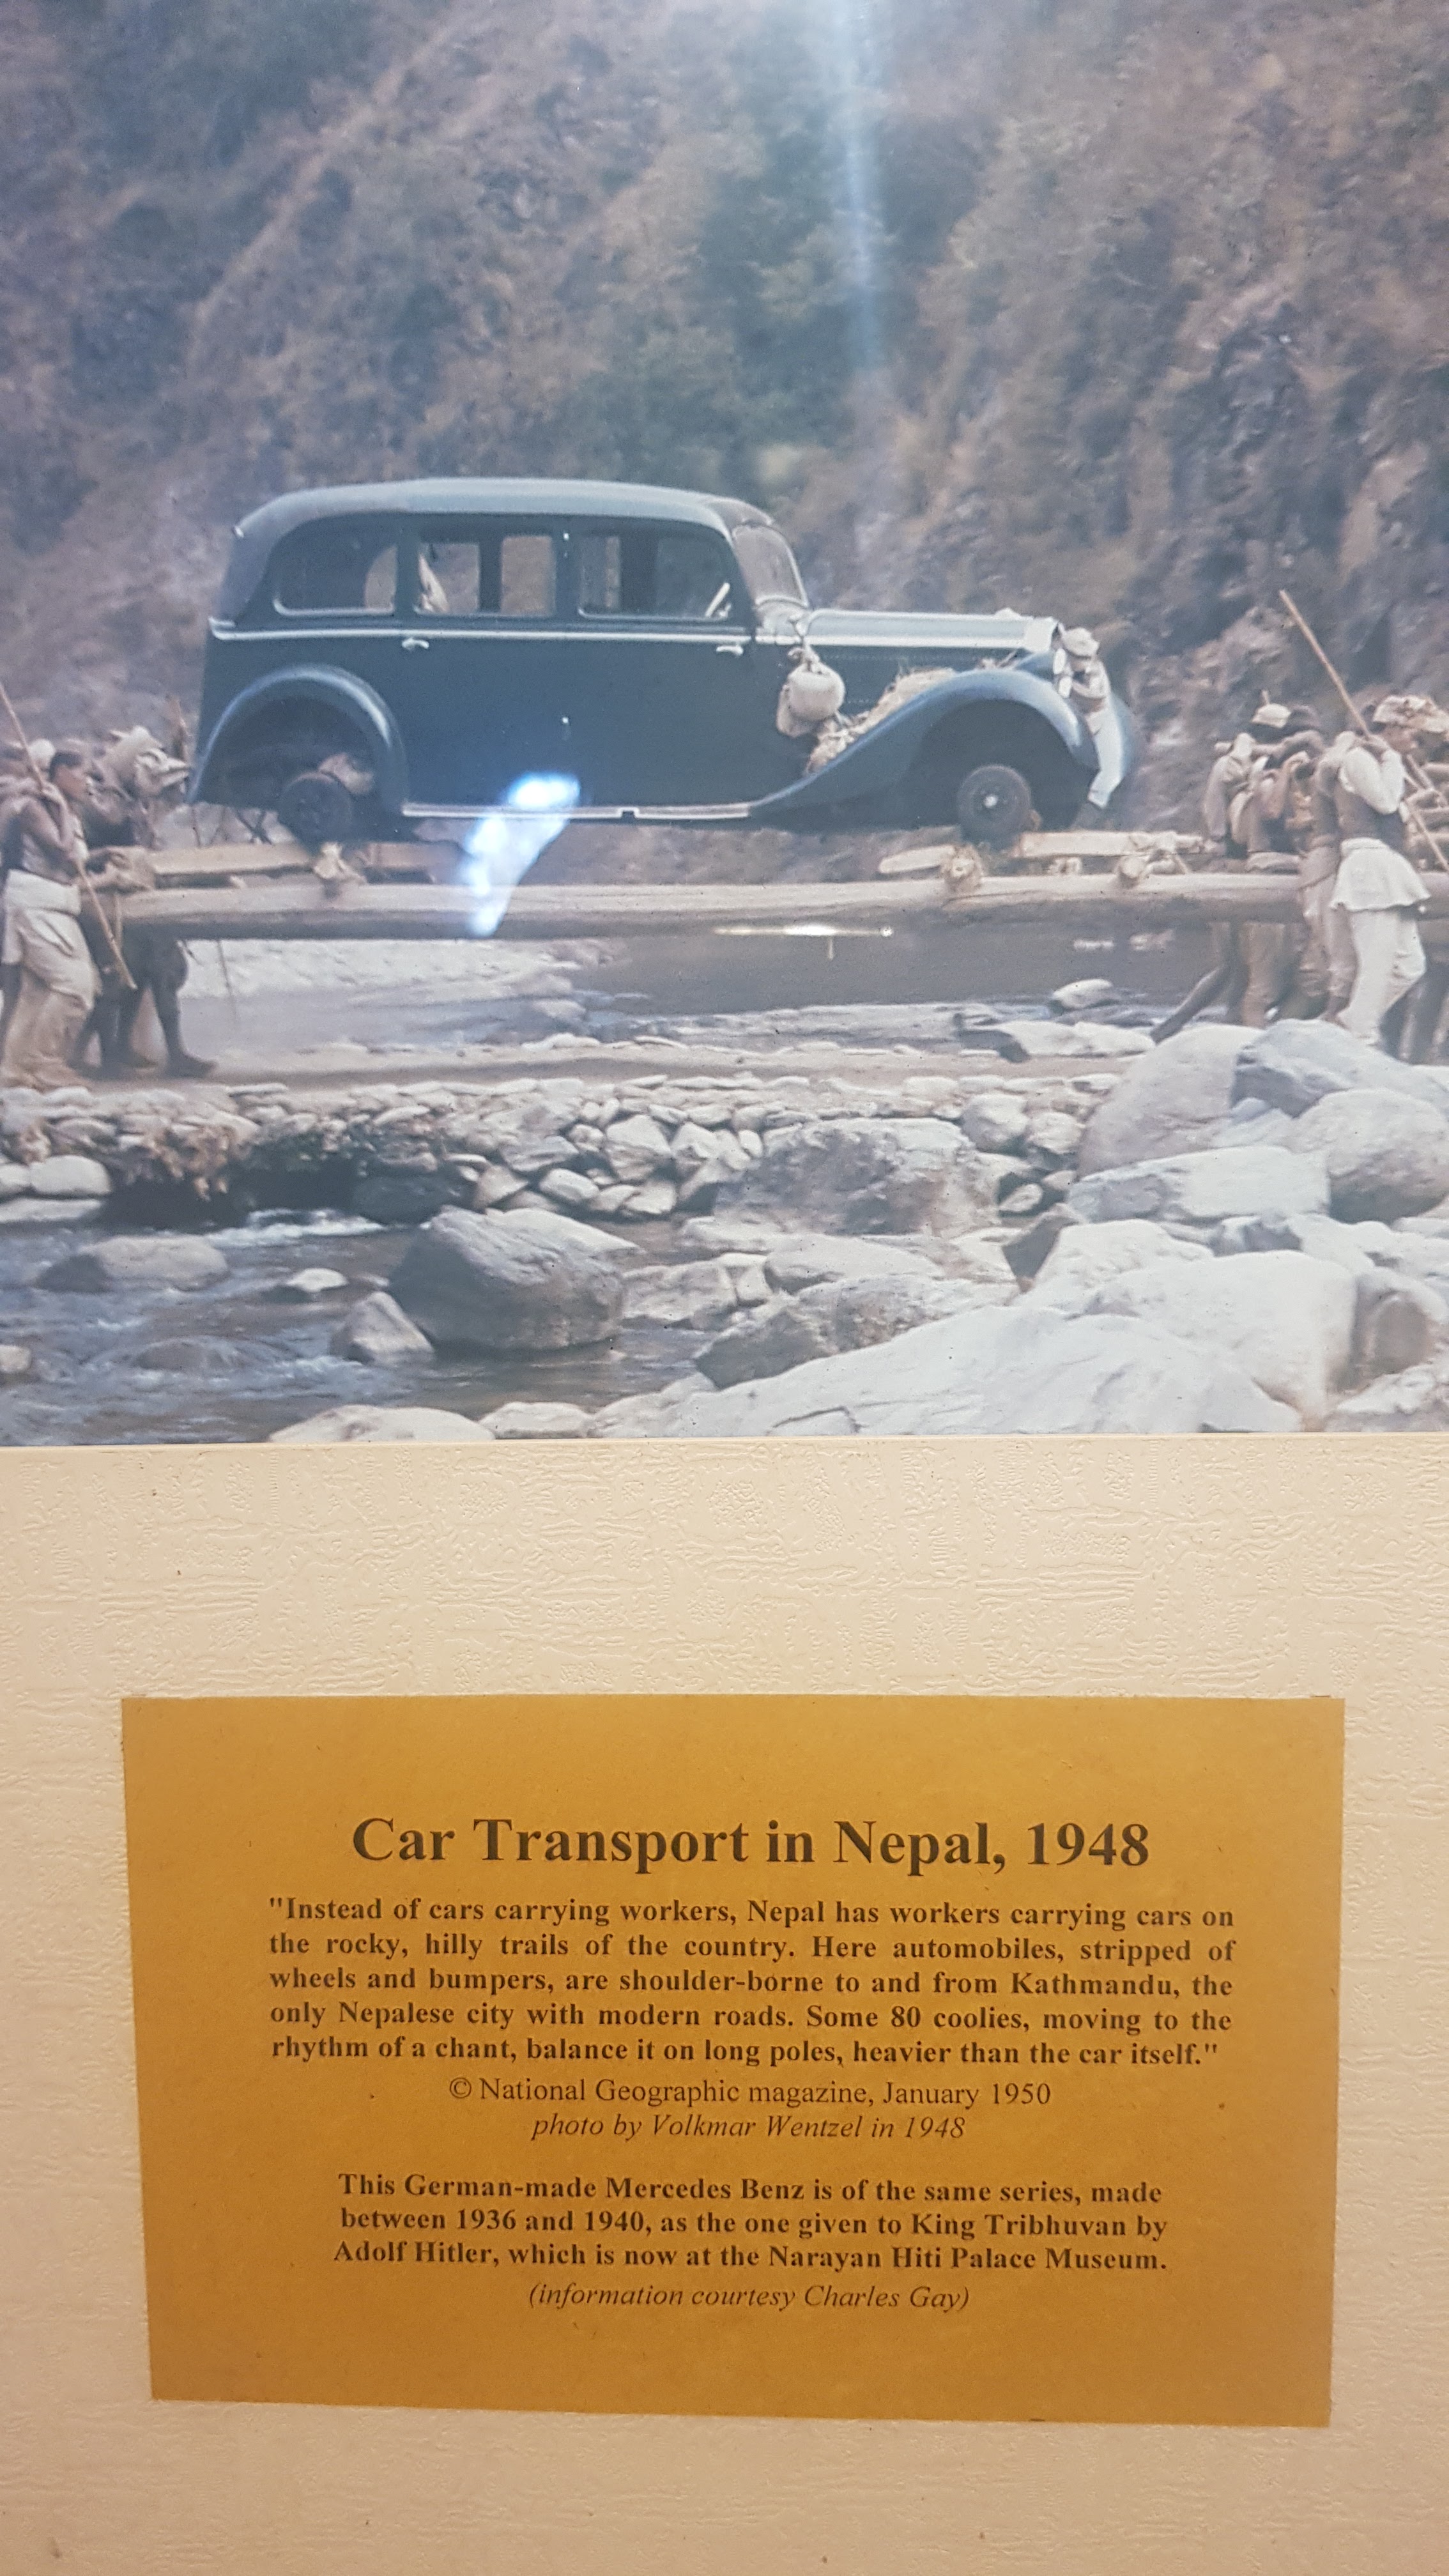 Car Transport in Nepal, 1948
"Instead of cars carrying workers, Nepal has workers carrying cars on
the rocky, hilly trails of the country. Here automobiles, stripped of
wheels and bumpers, are shoulder-borne to and from Kathmandu, the
only Nepalese city with modern roads. Some 80 coolies, moving to the
rhythm of a chant, balance it on long poles, heavier than the car itself."
© National Geographic magazine, January 1950
photo by Volkmar Wentzel in 1948
This German-made Mercedes Benz is of the same series, made
between 1936 and 1940, as the one given to King Tribhuvan by
Adolf Hitler, which is now at the Narayan Hiti Palace Museum.
(information courtesy Charles Gay)